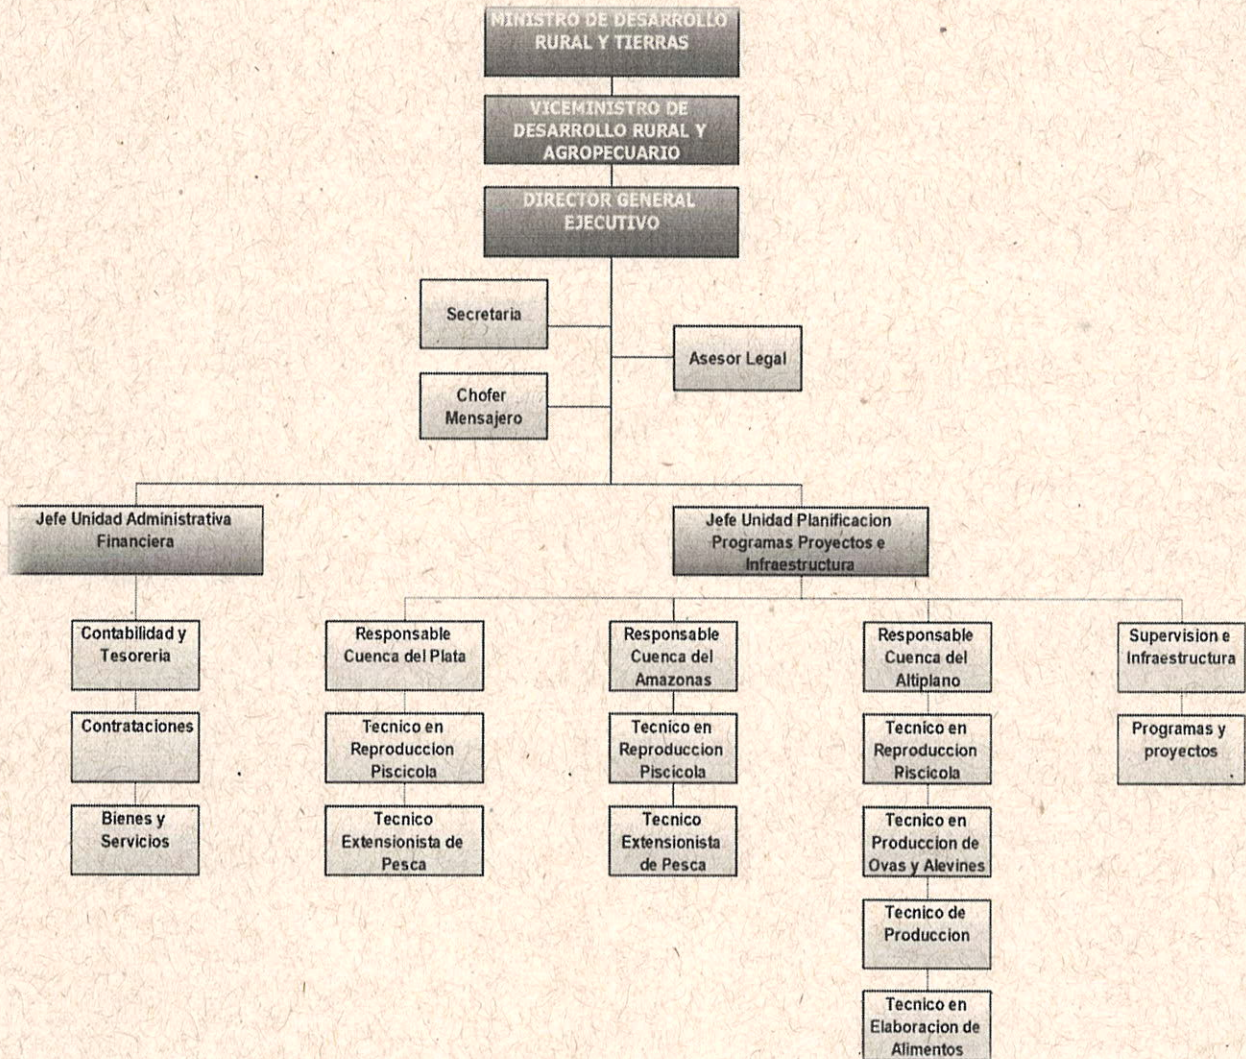 MINISTRO DE DESARROLLO
RURAL Y TIERRAS
VICEMINISTRO DE
DESARROLLO RURAL Y
AGROPECUARIO
DIRECTOR GENERAL
EJECUTIVO
Secretaria
Asesor Legal
Chofer
Mensajero
Jefe Unidad Administrativa
Financiera
Jefe Unidad Planificacion
Programas Proyectos e
Infraestructura
Contabilidad y
Tesoreria
Contrataciones
Bienes y
Servicios
Responsable
Cuenca del Plata
Tecnico en
Reproduccion
Piscicola
Tecnico
Extensionista de
Pesca
Responsable
Cuenca del
Amazonas
Tecnico en
Reproduccion
Piscicola
Tecnico
Extensionista
de Pesca
Responsable
Cuenca del
Altiplano
Tecnico en
Reproduccion
Riscicola
Tecnico en
Produccion de
Ovas y Alevines
Tecnico de
Produccion
Tecnico en
Elaboracion de
Alimentos
Supervision e
Infraestructura
Programas y
proyectos